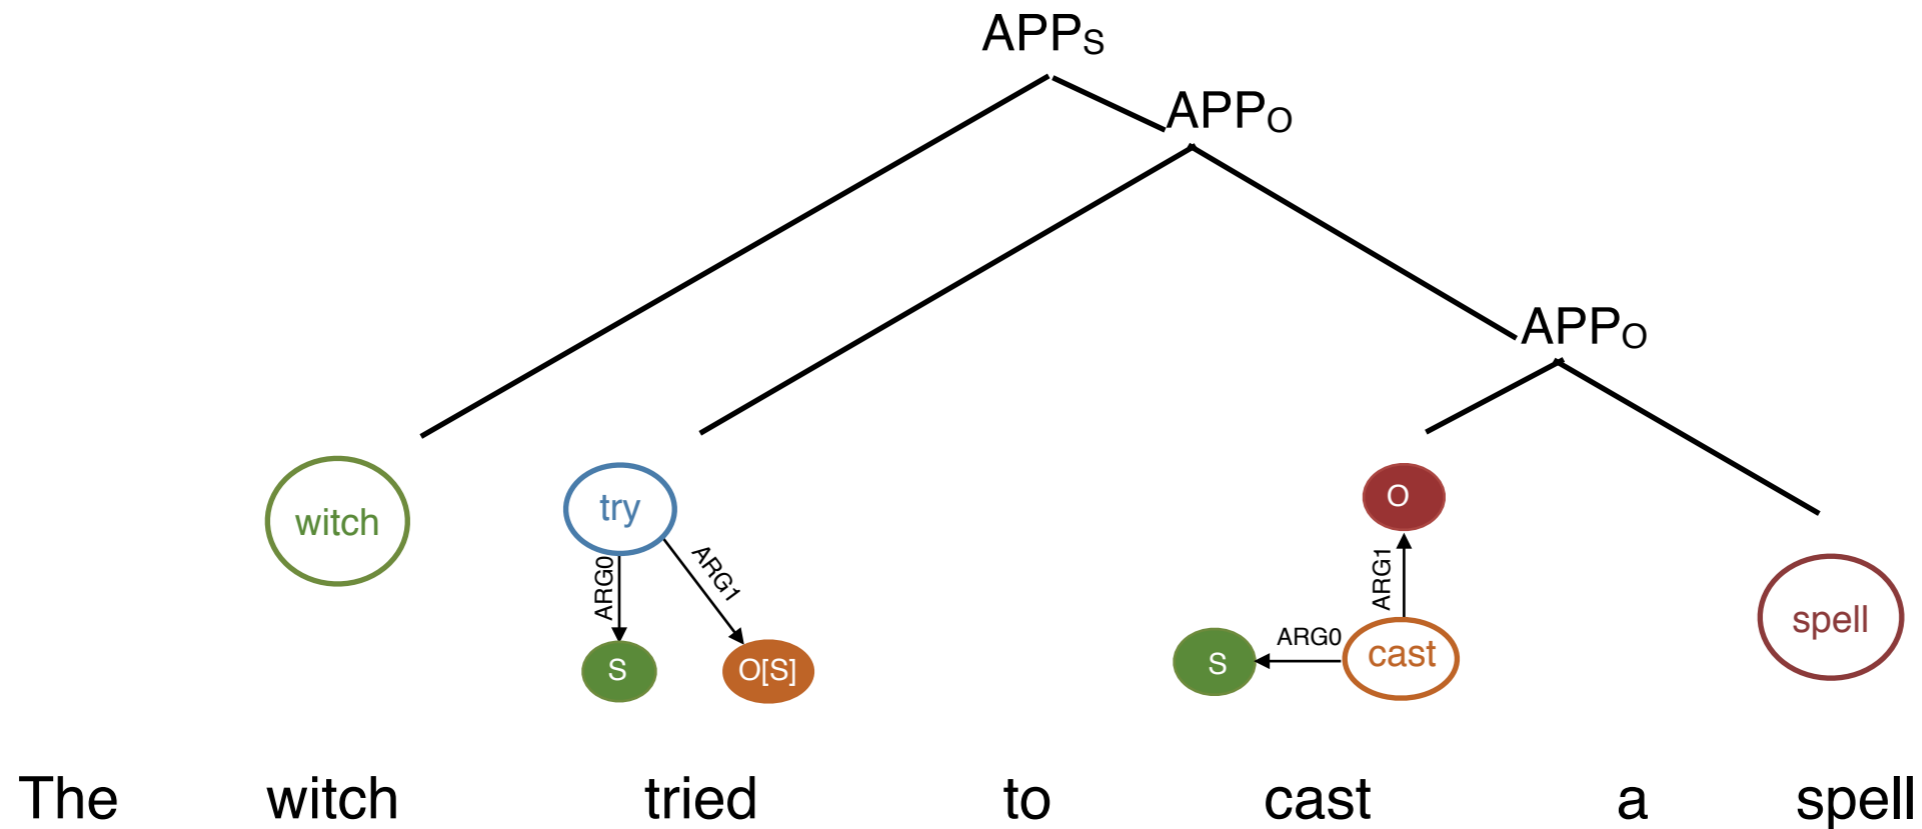 APPS
APPO
APPO
witch
try
ARG0
ARG1
S
O[S]
O
ARG1
ARG0
S
cast
spell
The witch tried to cast a spell